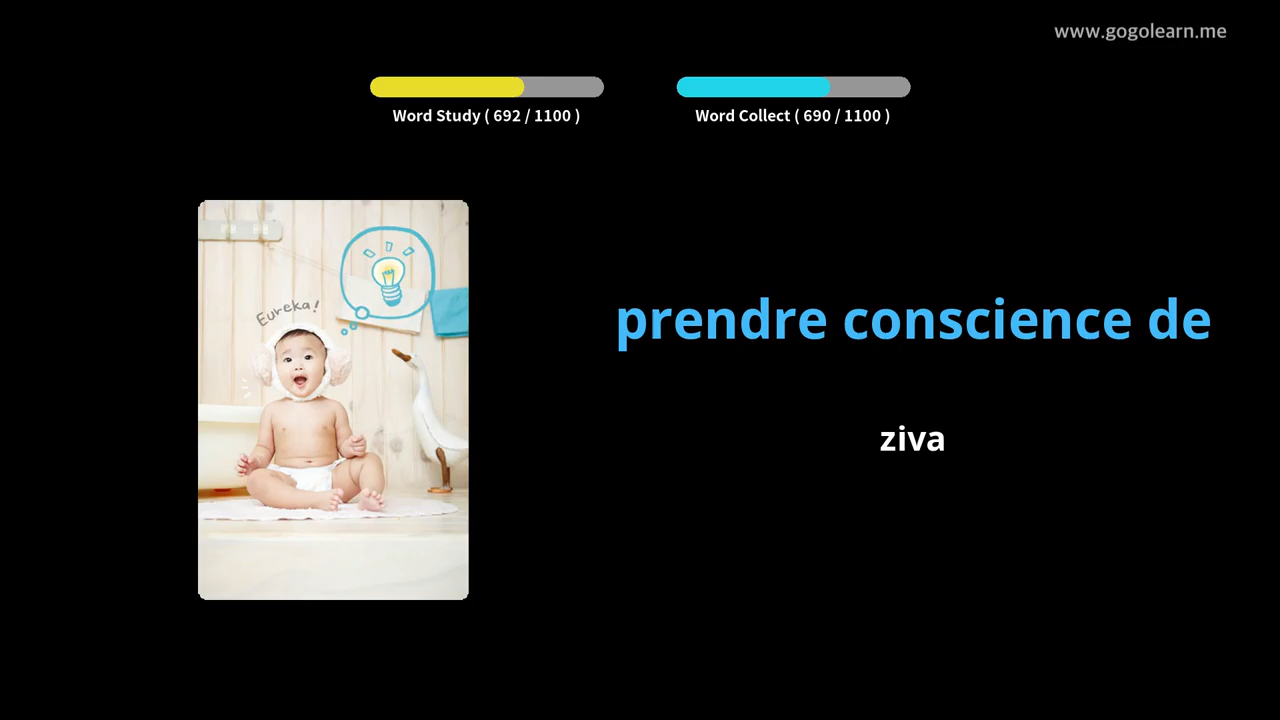 www.gogolearn.me
Word Study ( 692 / 1100 )
Word Collect ( 690 / 1100 )
Eureka!
prendre conscience de
ziva